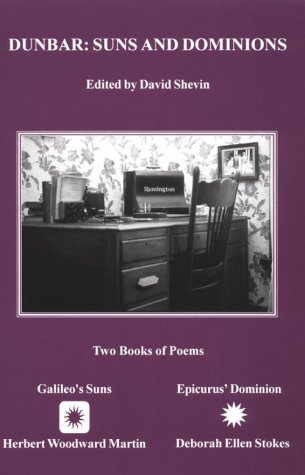 DUNBAR: SUNS AND DOMINIONS
Edited by David Shevin
Remington
Two Books of Poems
Galileo's Suns
Epicurus' Dominion
Herbert Woodward Martin
Deborah Ellen Stokes